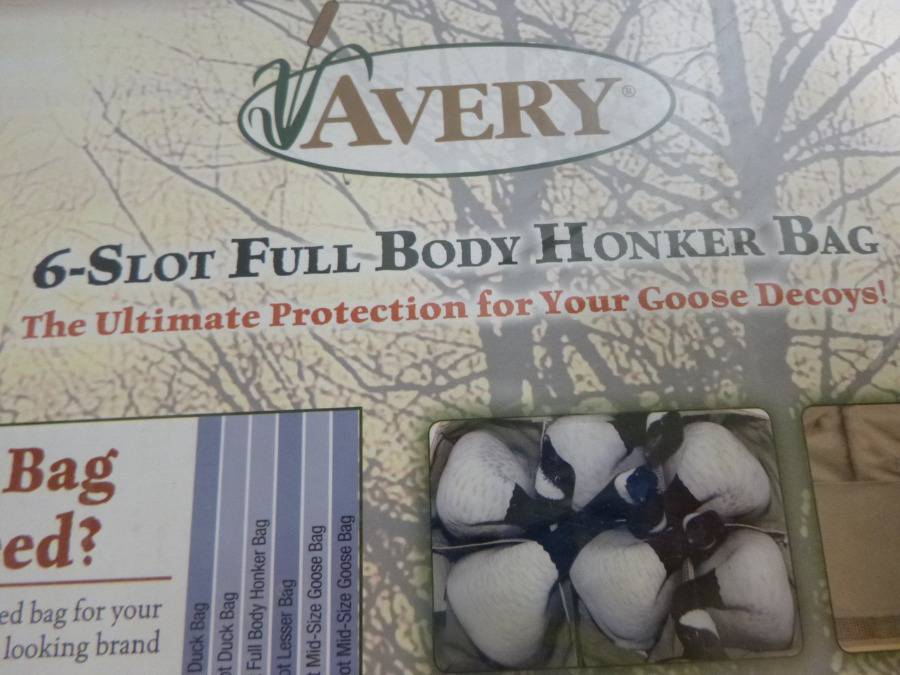 AVERY®
6-SLOT FULL BODY HONKER BAG
The Ultimate Protection for Your Goose Decoys!
Bag
ed?
ed bag for your
looking brand
Duck Bag
ot Duck Bag
Full Body Honker Bag
ot Lesser Bag
Mid-Size Goose Bag
ot Mid-Size Goose Bag